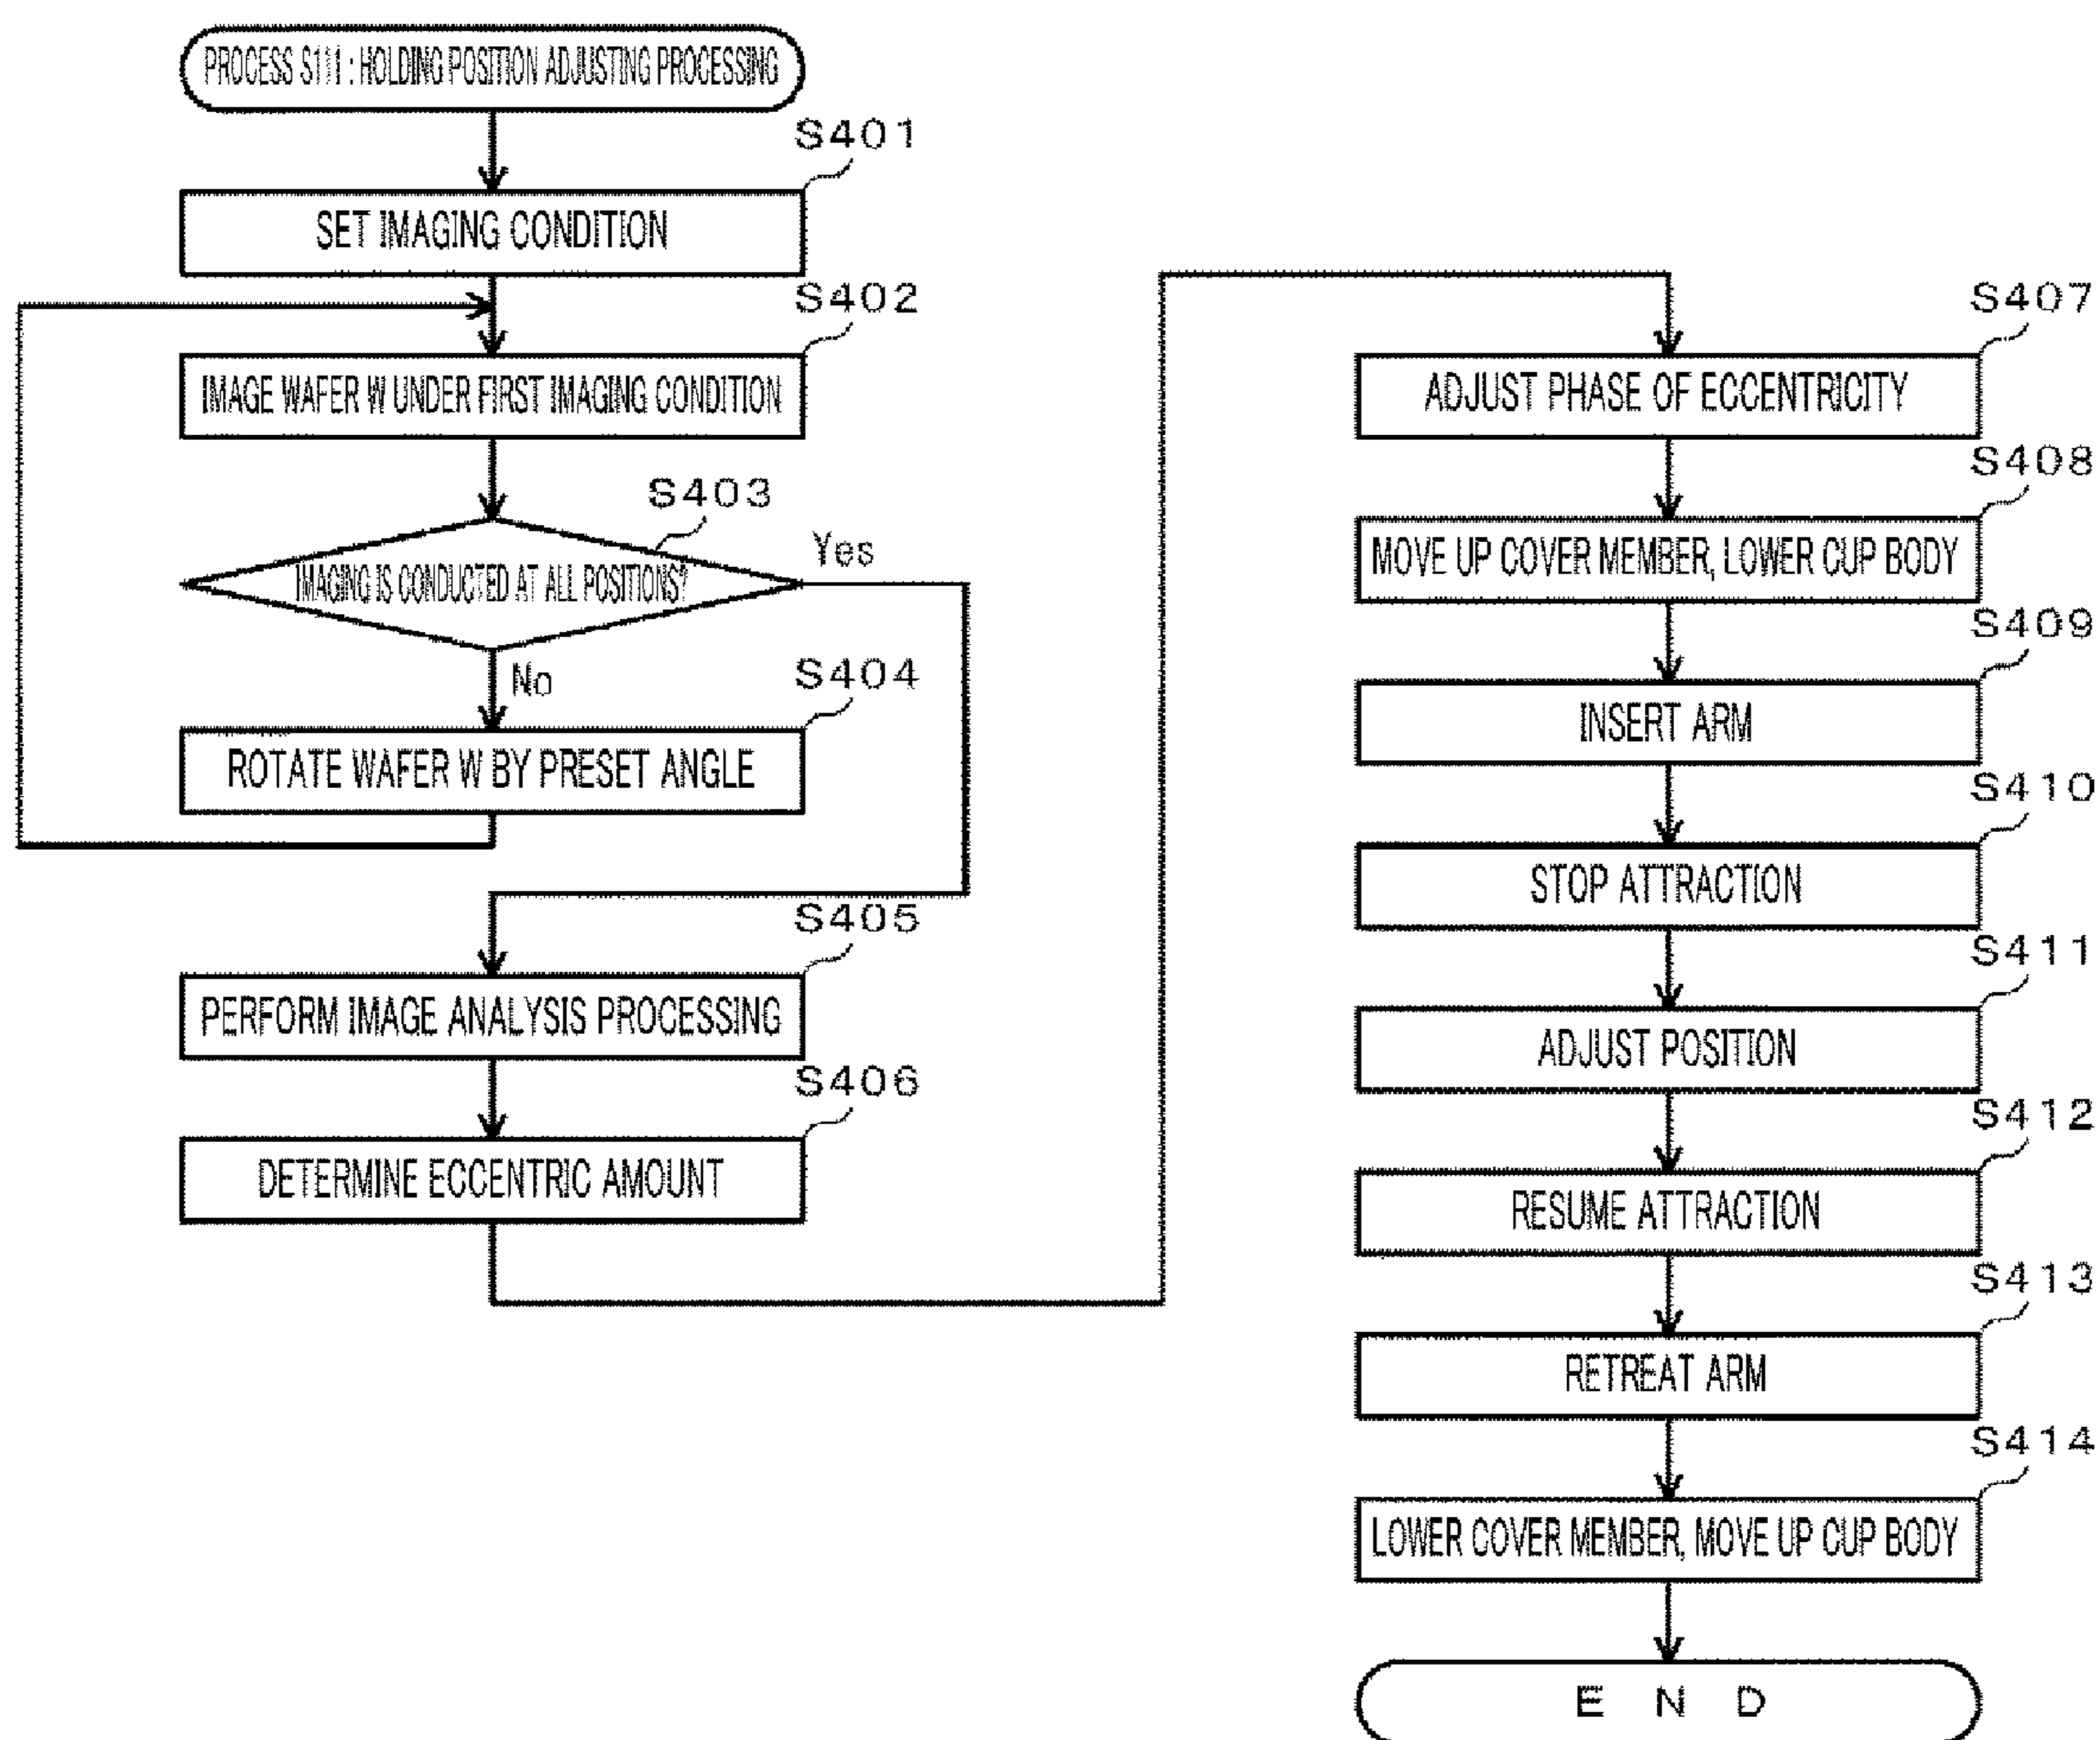 PROCESS S111 : HOLDING POSITION ADJUSTING PROCESSING
S401
SET IMAGING CONDITION
S402
IMAGE WAFER W UNDER FIRST IMAGING CONDITION
S403
IMAGING IS CONDUCTED AT ALL POSITIONS?
Yes
No
S404
ROTATE WAFER W BY PRESET ANGLE
S405
PERFORM IMAGE ANALYSIS PROCESSING
S406
DETERMINE ECCENTRIC AMOUNT
S407
ADJUST PHASE OF ECCENTRICITY
S408
MOVE UP COVER MEMBER, LOWER CUP BODY
S409
INSERT ARM
S410
STOP ATTRACTION
S411
ADJUST POSITION
S412
RESUME ATTRACTION
S413
RETREAT ARM
S414
LOWER COVER MEMBER, MOVE UP CUP BODY
END